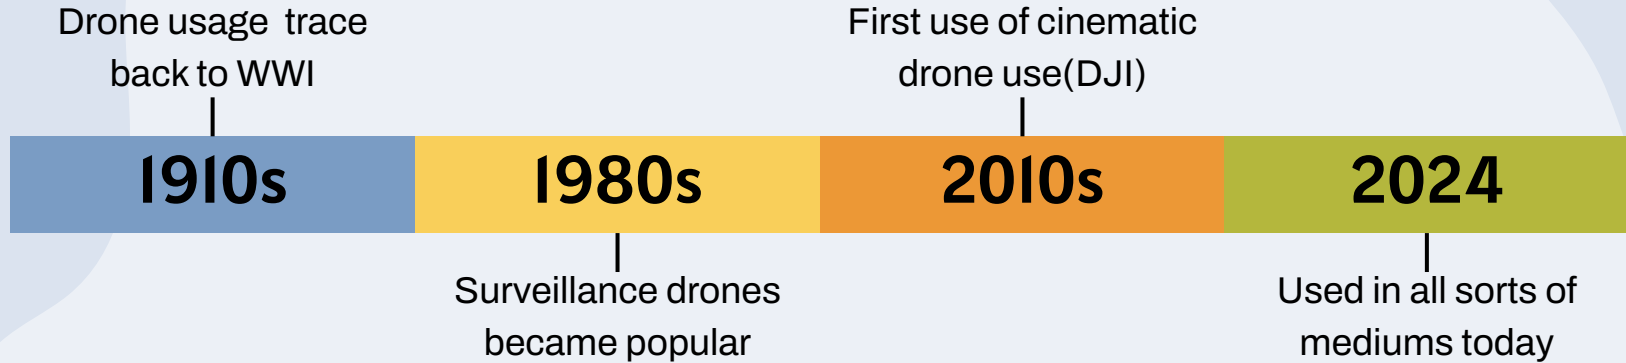 Drone usage trace
back to WWI
First use of cinematic
drone use(DJI)
1910s
1980s
2010s
2024
Surveillance drones
became popular
Used in all sorts of
mediums today